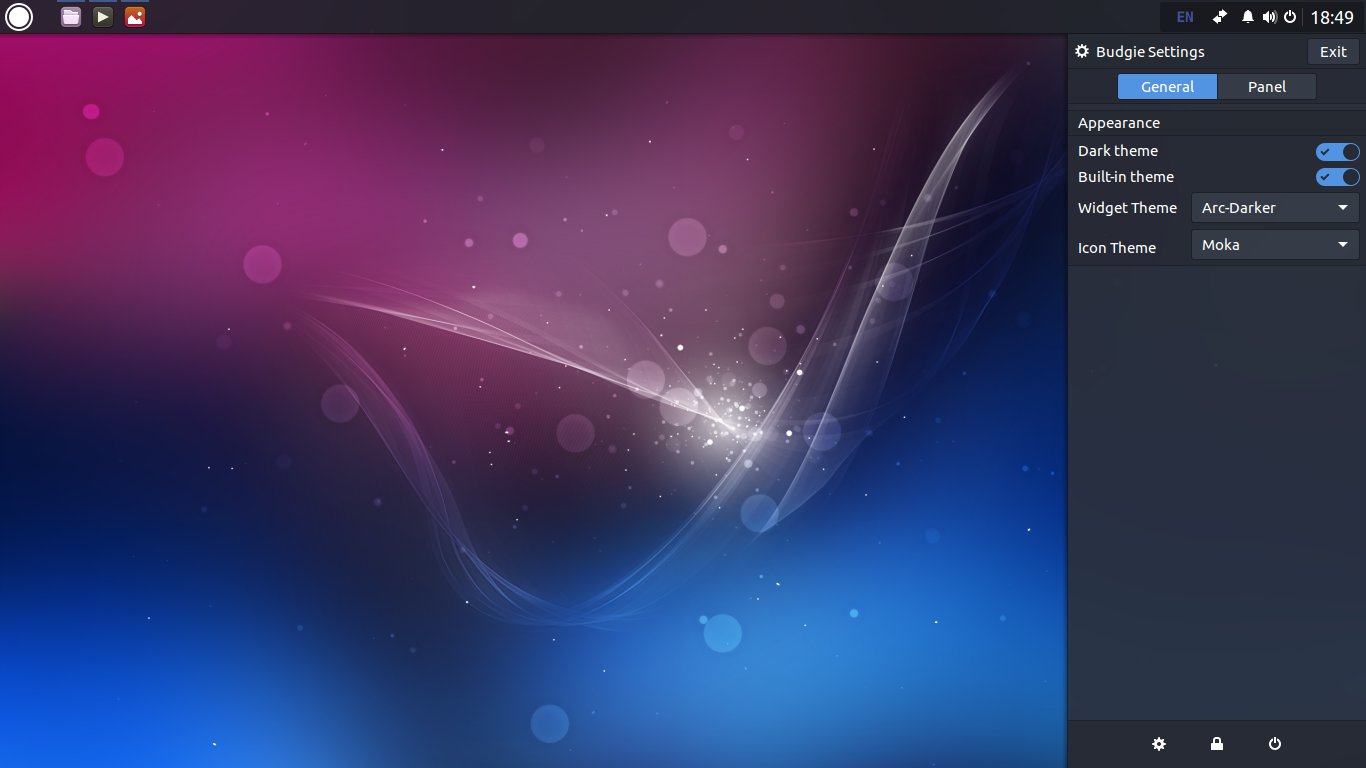 EN 18:49
Budgie Settings Exit
General Panel
Appearance
Dark theme
Built-in theme
Widget Theme Arc-Darker
Icon Theme Moka